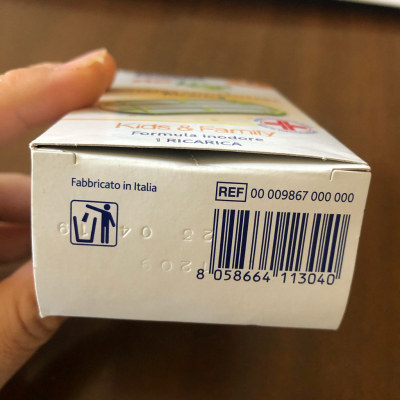 Kids & Family
Formula inodore
1 RICARICA
Fabbricato in Italia
REF 00 009867 000 000
8 058664 113040